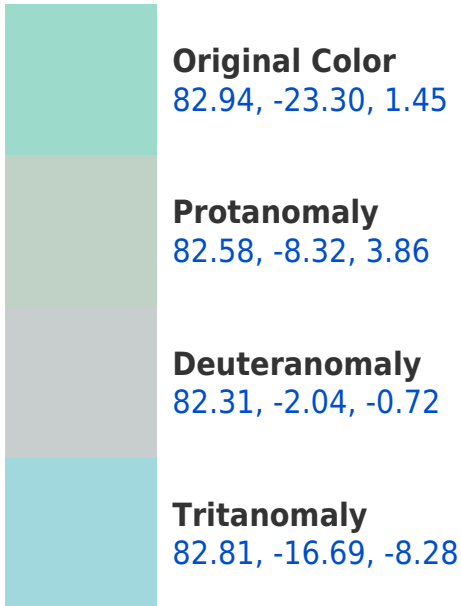 Original Color
82.94, -23.30, 1.45
Protanomaly
82.58, -8.32, 3.86
Deuteranomaly
82.31, -2.04, -0.72
Tritanomaly
82.81, -16.69, -8.28